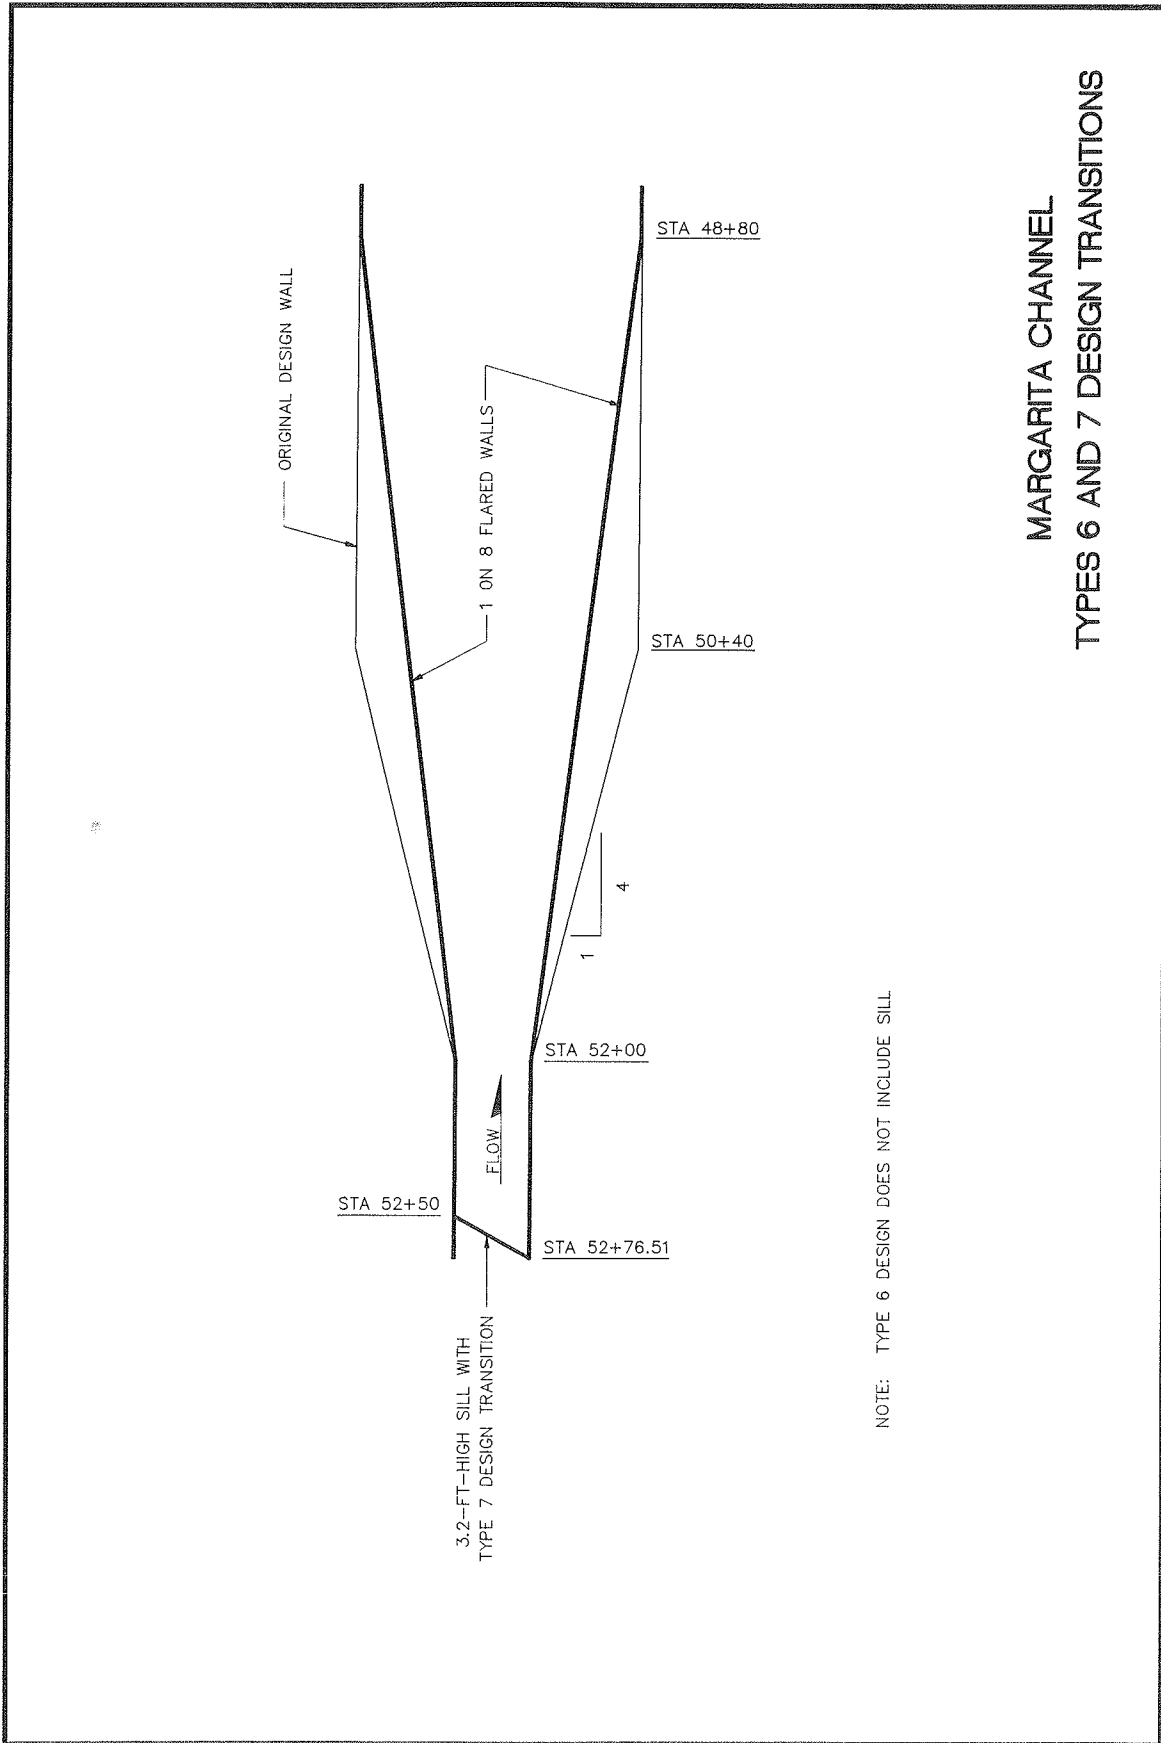 ORIGINAL DESIGN WALL
1 ON 8 FLARED WALLS
STA 48+80
STA 50+40
1
4
STA 52+00
FLOW
STA 52+50
STA 52+76.51
3.2-FT-HIGH SILL WITH
TYPE 7 DESIGN TRANSITION
NOTE: TYPE 6 DESIGN DOES NOT INCLUDE SILL
MARGARITA CHANNEL
TYPES 6 AND 7 DESIGN TRANSITIONS